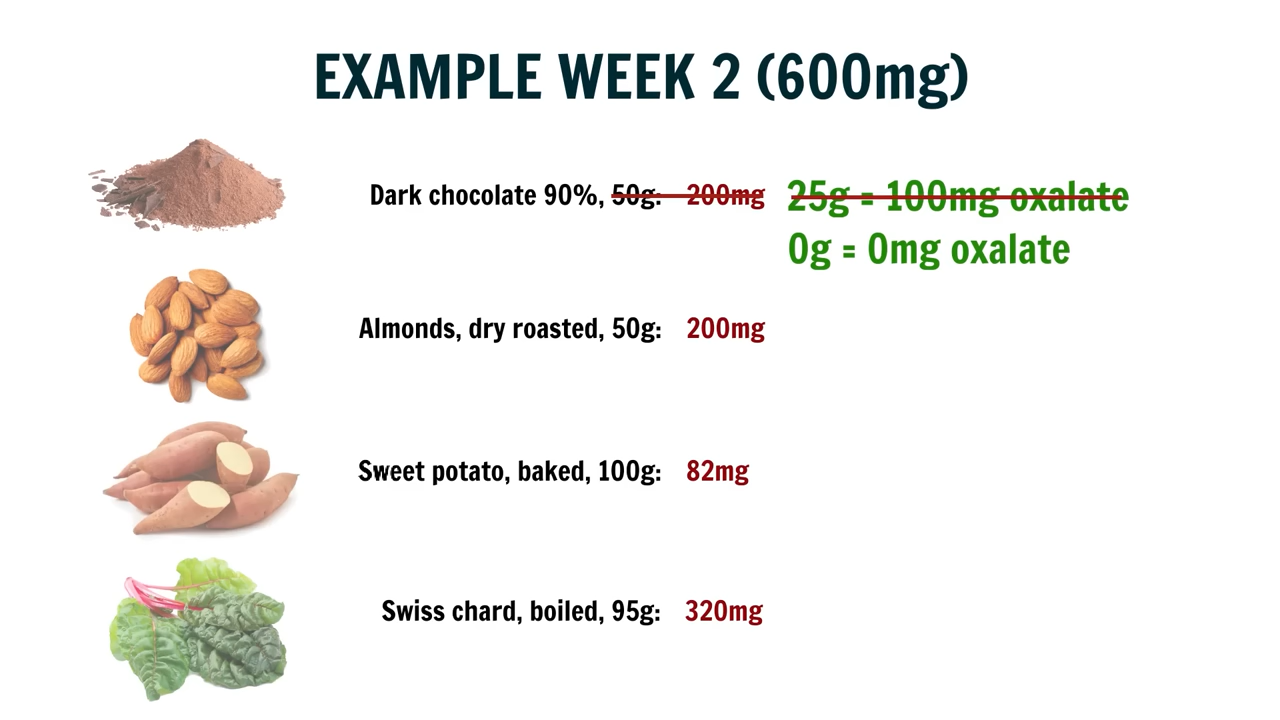 EXAMPLE WEEK 2 (600mg)
Dark chocolate 90%, 50g: 200mg 25g = 100mg oxalate
0g = 0mg oxalate
Almonds, dry roasted, 50g: 200mg
Sweet potato, baked, 100g: 82mg
Swiss chard, boiled, 95g: 320mg